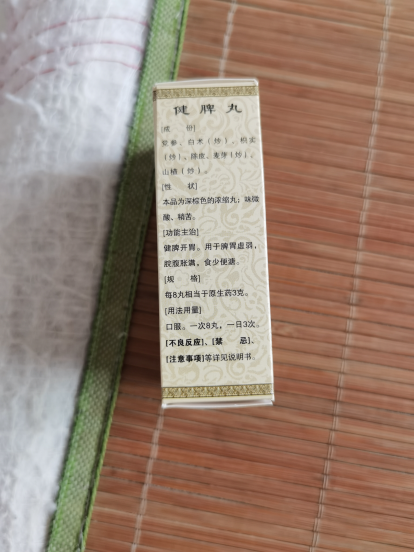 健脾丸
[成 份]
党参、白术（炒）、枳实
（炒）、陈皮、麦芽（炒）、
山楂（炒）。
[性 状]
本品为深棕色的浓缩丸；味微
酸、稍苦。
[功能主治]
健脾开胃。用于脾胃虚弱，
脘腹胀满，食少便溏。
[规 格]
每8丸相当于原生药3克。
[用法用量]
口服。一次8丸，一日3次。
[不良反应]、[禁 忌]、
[注意事项]等详见说明书。